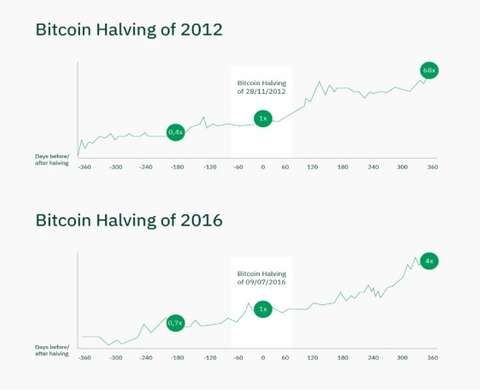 Bitcoin Halving of 2012
68x
Bitcoin Halving
of 28/11/2012
1x
0,4x
Days before/
after halving
-360 -300 -240 -180 -120 -60 0 60 120 180 240 300 360
Bitcoin Halving of 2016
4x
Bitcoin Halving
of 09/07/2016
1x
0,7x
Days before/
after halving
-360 -300 -240 -180 -120 -60 0 60 120 180 240 300 360